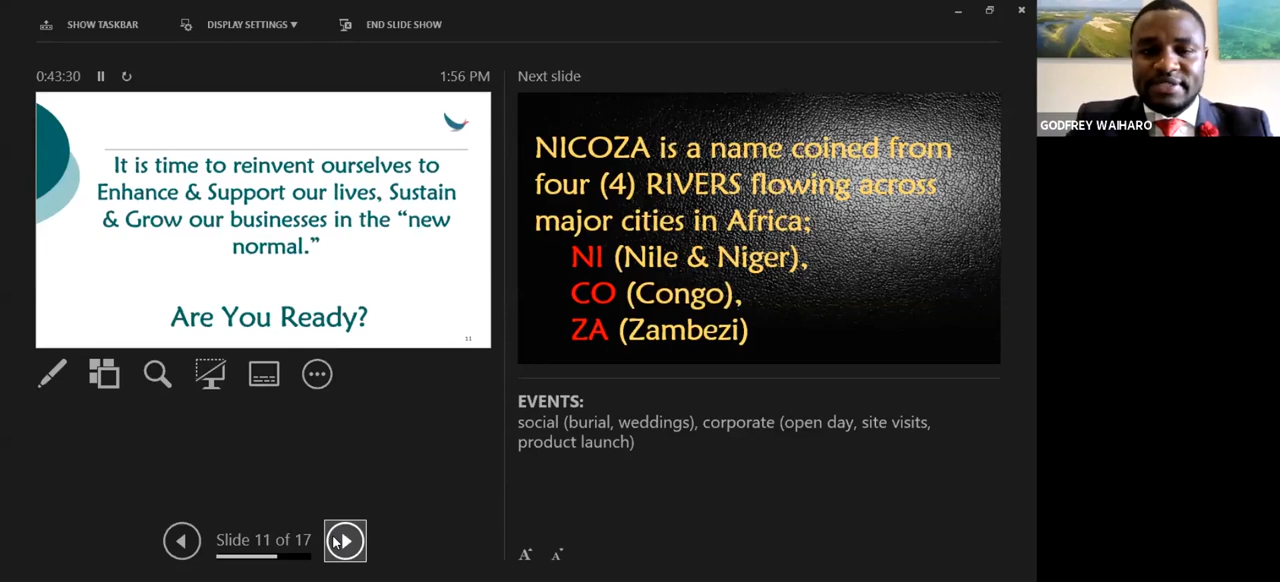 SHOW TASKBAR
DISPLAY SETTINGS ▼
END SLIDE SHOW
0:43:30
1:56 PM
It is time to reinvent ourselves to
Enhance & Support our lives, Sustain
& Grow our businesses in the “new
normal.”
Are You Ready?
11
Slide 11 of 17
Next slide
NICOZA is a name coined from
four (4) RIVERS flowing across
major cities in Africa;
NI (Nile & Niger),
CO (Congo),
ZA (Zambezi)
EVENTS:
social (burial, weddings), corporate (open day, site visits,
product launch)
A A
GODFREY WAIHARO